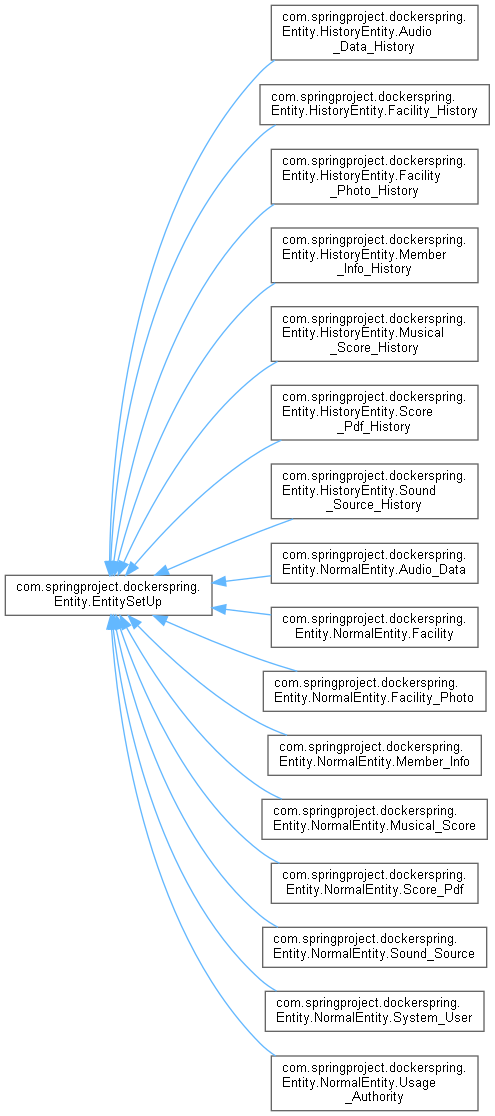 com.springproject.dockerspring.
Entity.HistoryEntity.Audio
_Data_History
com.springproject.dockerspring.
Entity.HistoryEntity.Facility_History
com.springproject.dockerspring.
Entity.HistoryEntity.Facility
_Photo_History
com.springproject.dockerspring.
Entity.HistoryEntity.Member
_Info_History
com.springproject.dockerspring.
Entity.HistoryEntity.Musical
_Score_History
com.springproject.dockerspring.
Entity.HistoryEntity.Score
_Pdf_History
com.springproject.dockerspring.
Entity.HistoryEntity.Sound
_Source_History
com.springproject.dockerspring.
Entity.EntitySetUp
com.springproject.dockerspring.
Entity.NormalEntity.Audio_Data
com.springproject.dockerspring.
Entity.NormalEntity.Facility
com.springproject.dockerspring.
Entity.NormalEntity.Facility_Photo
com.springproject.dockerspring.
Entity.NormalEntity.Member_Info
com.springproject.dockerspring.
Entity.NormalEntity.Musical_Score
com.springproject.dockerspring.
Entity.NormalEntity.Score_Pdf
com.springproject.dockerspring.
Entity.NormalEntity.Sound_Source
com.springproject.dockerspring.
Entity.NormalEntity.System_User
com.springproject.dockerspring.
Entity.NormalEntity.Usage
_Authority